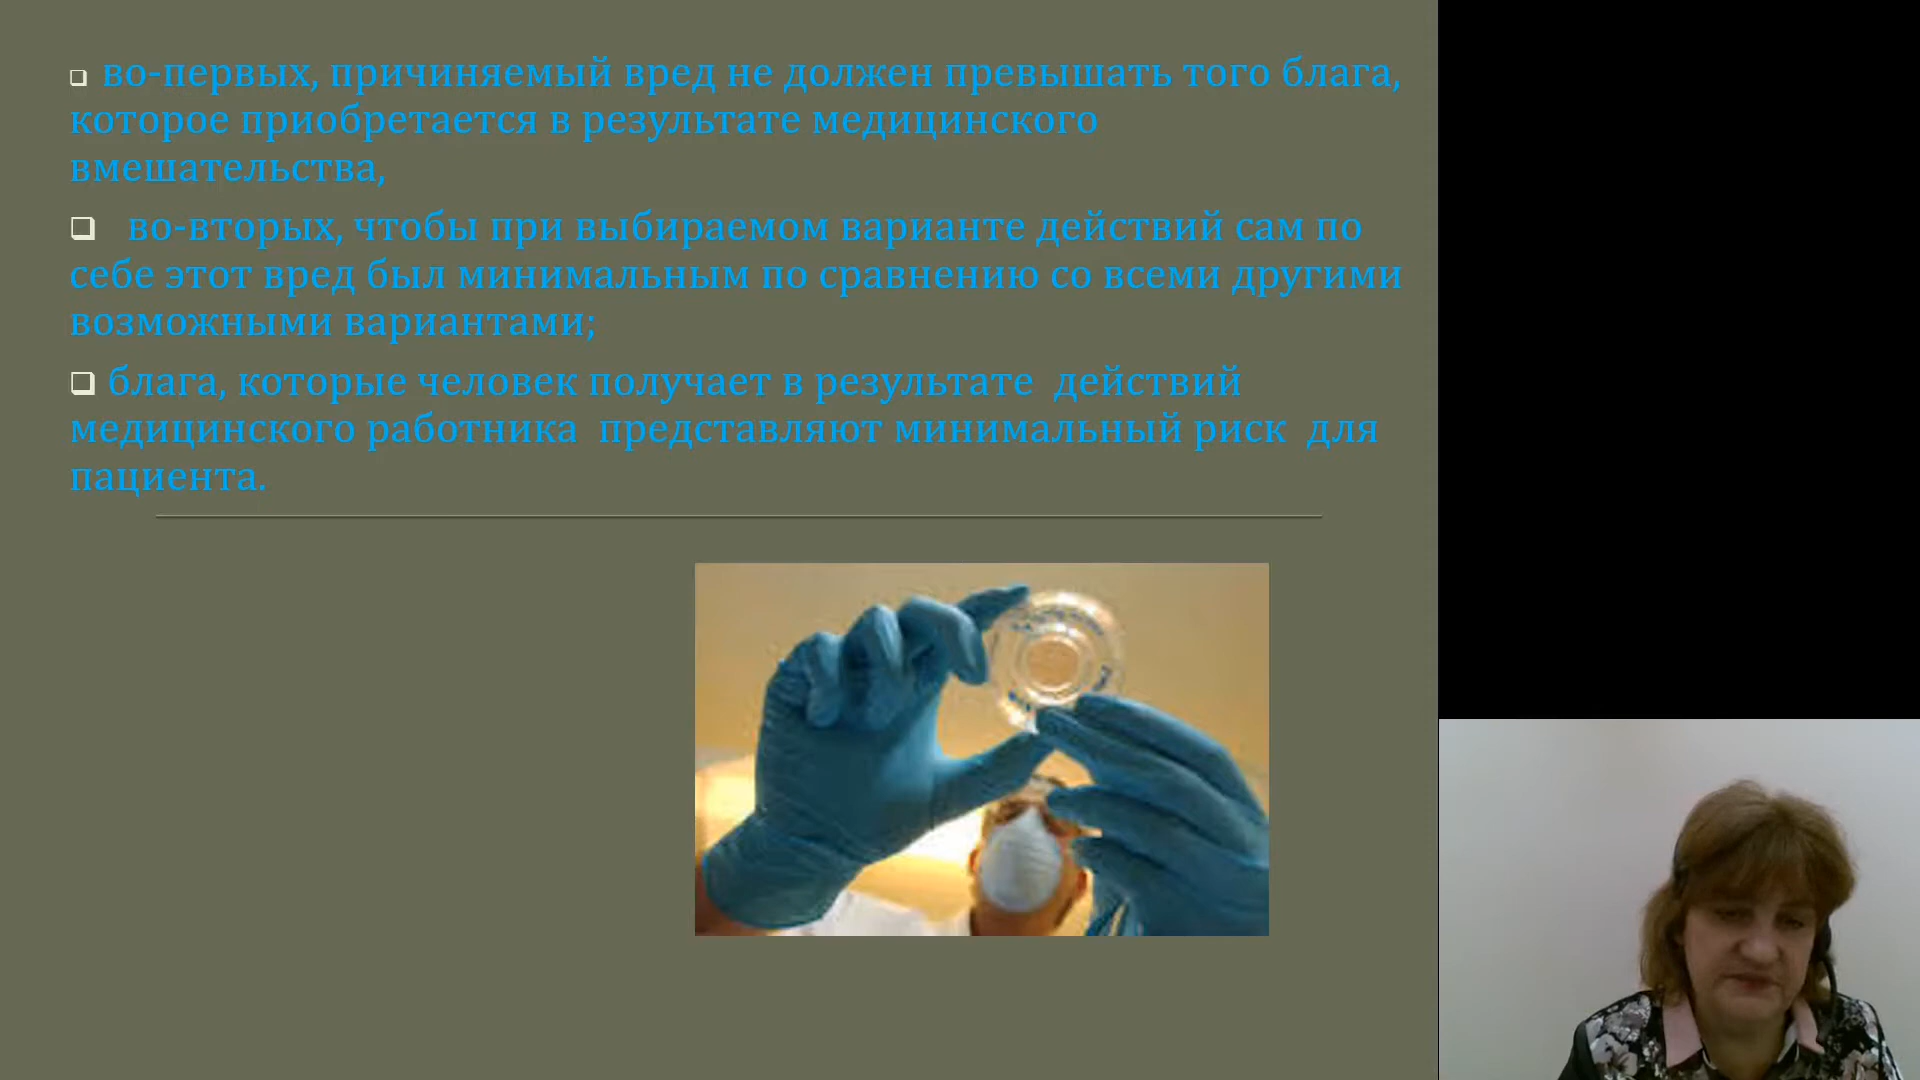 во-первых, причиняемый вред не должен превышать того блага,
которое приобретается в результате медицинского
вмешательства,
во-вторых, чтобы при выбираемом варианте действий сам по
себе этот вред был минимальным по сравнению со всеми другими
возможными вариантами;
блага, которые человек получает в результате действий
медицинского работника представляют минимальный риск для
пациента.